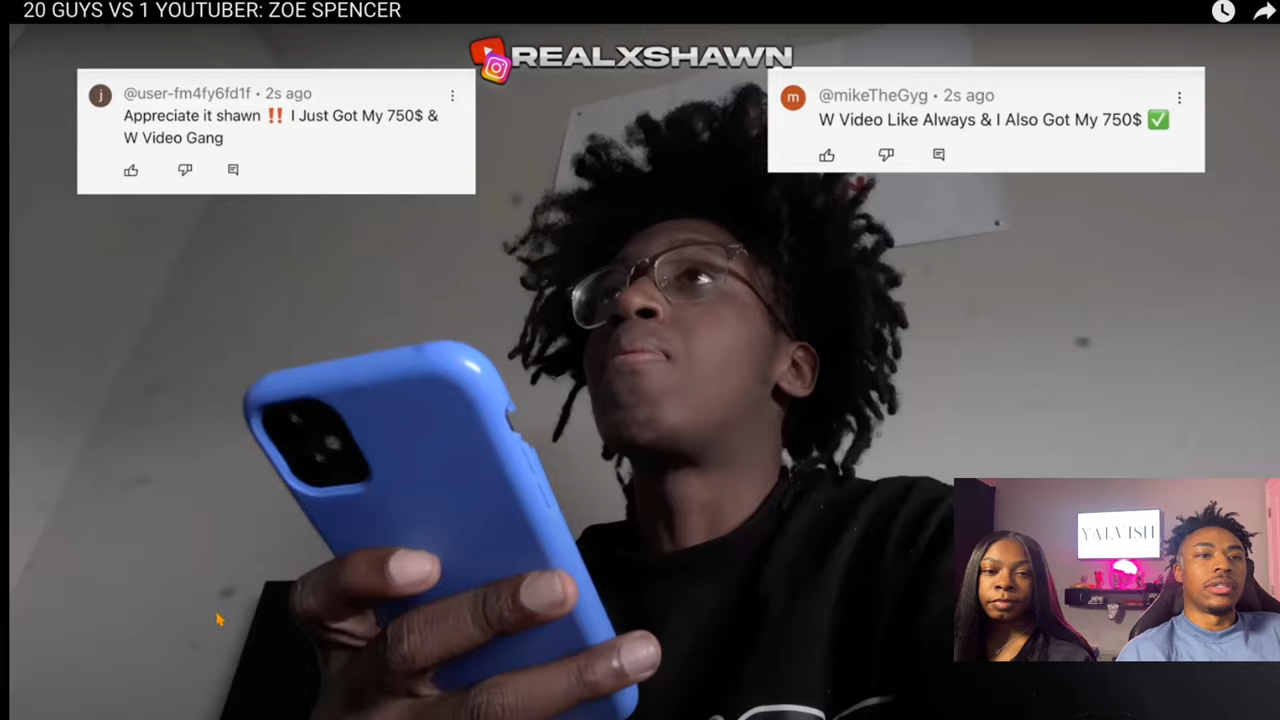 20 GUYS VS 1 YOUTUBER: ZOE SPENCER
REALXSHAWN
j
@user-fm4fy6fd1f • 2s ago
Appreciate it shawn ‼️ I Just Got My 750$ &
W Video Gang
m
@mikeTheGyg • 2s ago
W Video Like Always & I Also Got My 750$ ✅
YALVISH